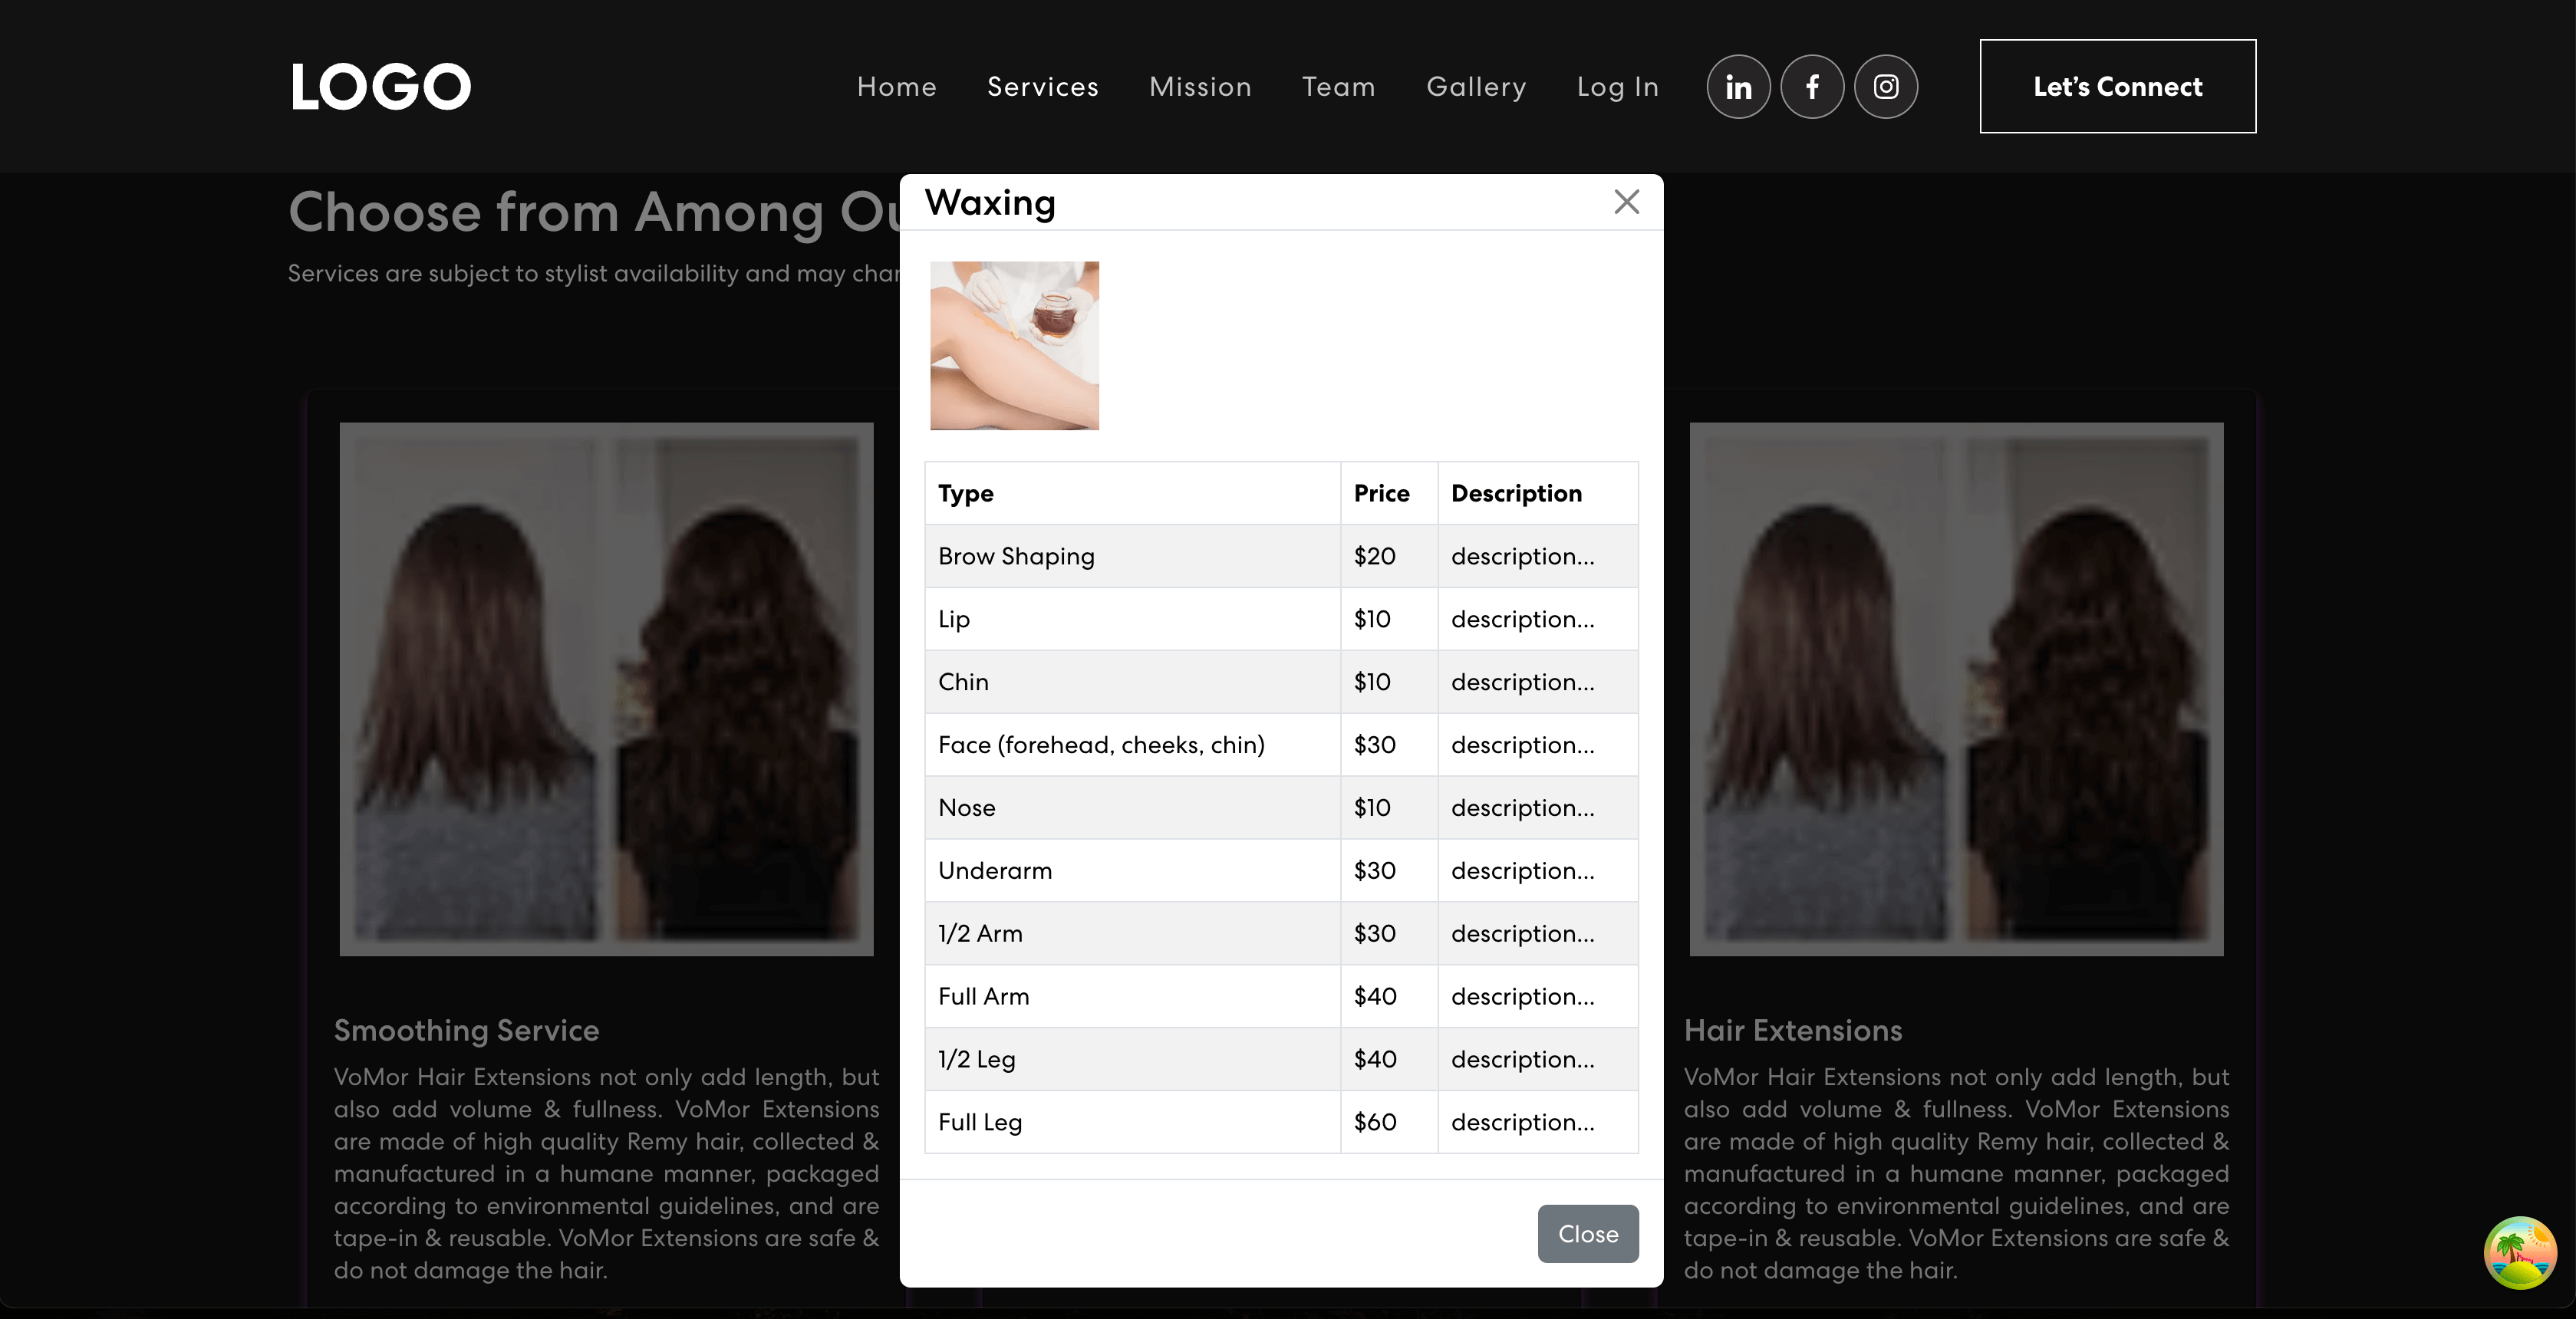 LOGO
Home Services Mission Team Gallery Log In Let’s Connect
Choose from Among Ou
Services are subject to stylist availability and may char
Waxing
Type Price Description
Brow Shaping $20 description...
Lip $10 description...
Chin $10 description...
Face (forehead, cheeks, chin) $30 description...
Nose $10 description...
Underarm $30 description...
1/2 Arm $30 description...
Full Arm $40 description...
1/2 Leg $40 description...
Full Leg $60 description...
Close
Smoothing Service
VoMor Hair Extensions not only add length, but
also add volume & fullness. VoMor Extensions
are made of high quality Remy hair, collected &
manufactured in a humane manner, packaged
according to environmental guidelines, and are
tape-in & reusable. VoMor Extensions are safe &
do not damage the hair.
Hair Extensions
VoMor Hair Extensions not only add length, but
also add volume & fullness. VoMor Extensions
are made of high quality Remy hair, collected &
manufactured in a humane manner, packaged
according to environmental guidelines, and are
tape-in & reusable. VoMor Extensions are safe &
do not damage the hair.